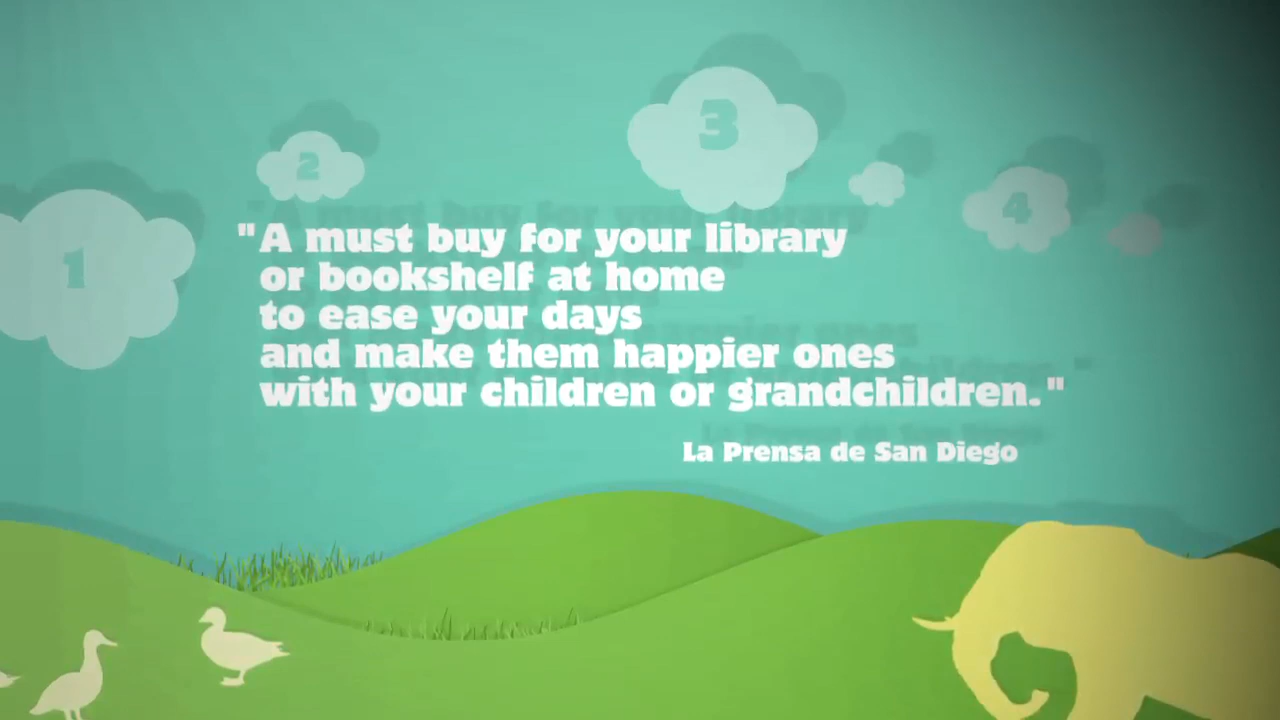 1
2
3
4
"A must buy for your library
or bookshelf at home
to ease your days
and make them happier ones
with your children or grandchildren."
La Prensa de San Diego